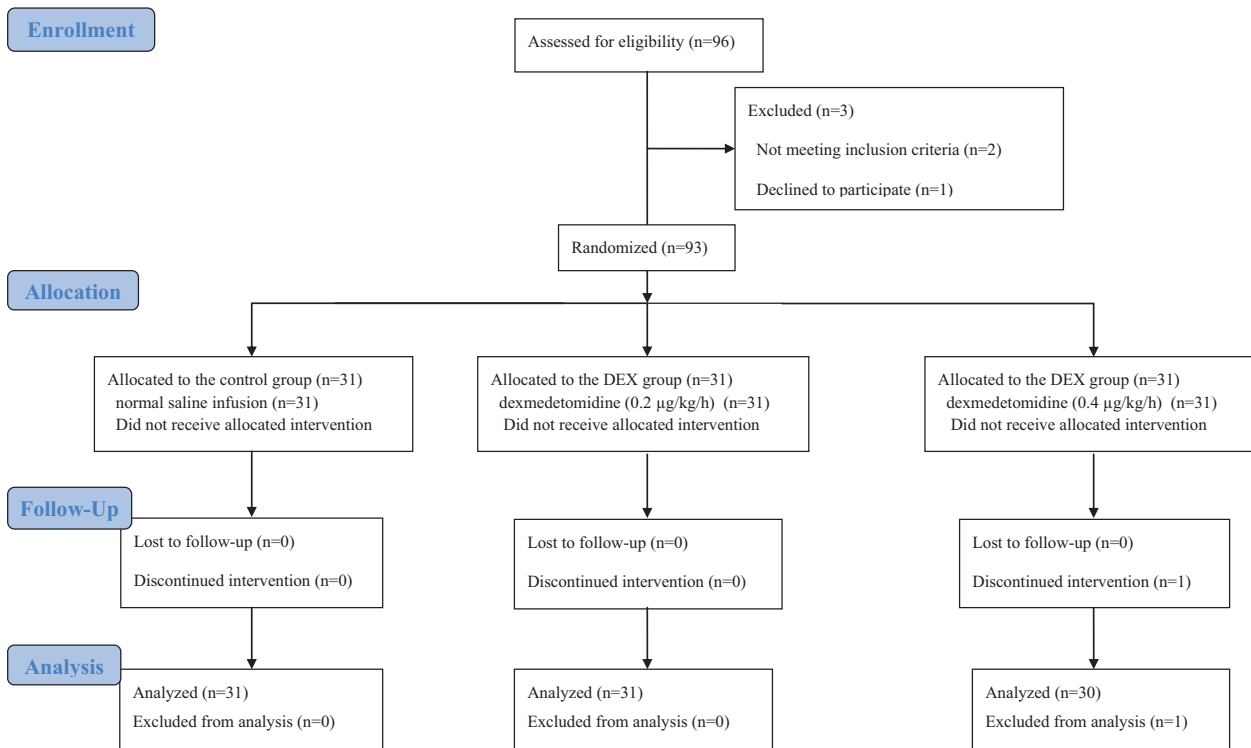 Enrollment
Assessed for eligibility (n=96)
Excluded (n=3)
Not meeting inclusion criteria (n=2)
Declined to participate (n=1)
Randomized (n=93)
Allocation
Allocated to the control group (n=31)
normal saline infusion (n=31)
Did not receive allocated intervention
Allocated to the DEX group (n=31)
dexmedetomidine (0.2 µg/kg/h) (n=31)
Did not receive allocated intervention
Allocated to the DEX group (n=31)
dexmedetomidine (0.4 µg/kg/h) (n=31)
Did not receive allocated intervention
Follow-Up
Lost to follow-up (n=0)
Discontinued intervention (n=0)
Lost to follow-up (n=0)
Discontinued intervention (n=0)
Lost to follow-up (n=0)
Discontinued intervention (n=1)
Analysis
Analyzed (n=31)
Excluded from analysis (n=0)
Analyzed (n=31)
Excluded from analysis (n=0)
Analyzed (n=30)
Excluded from analysis (n=1)